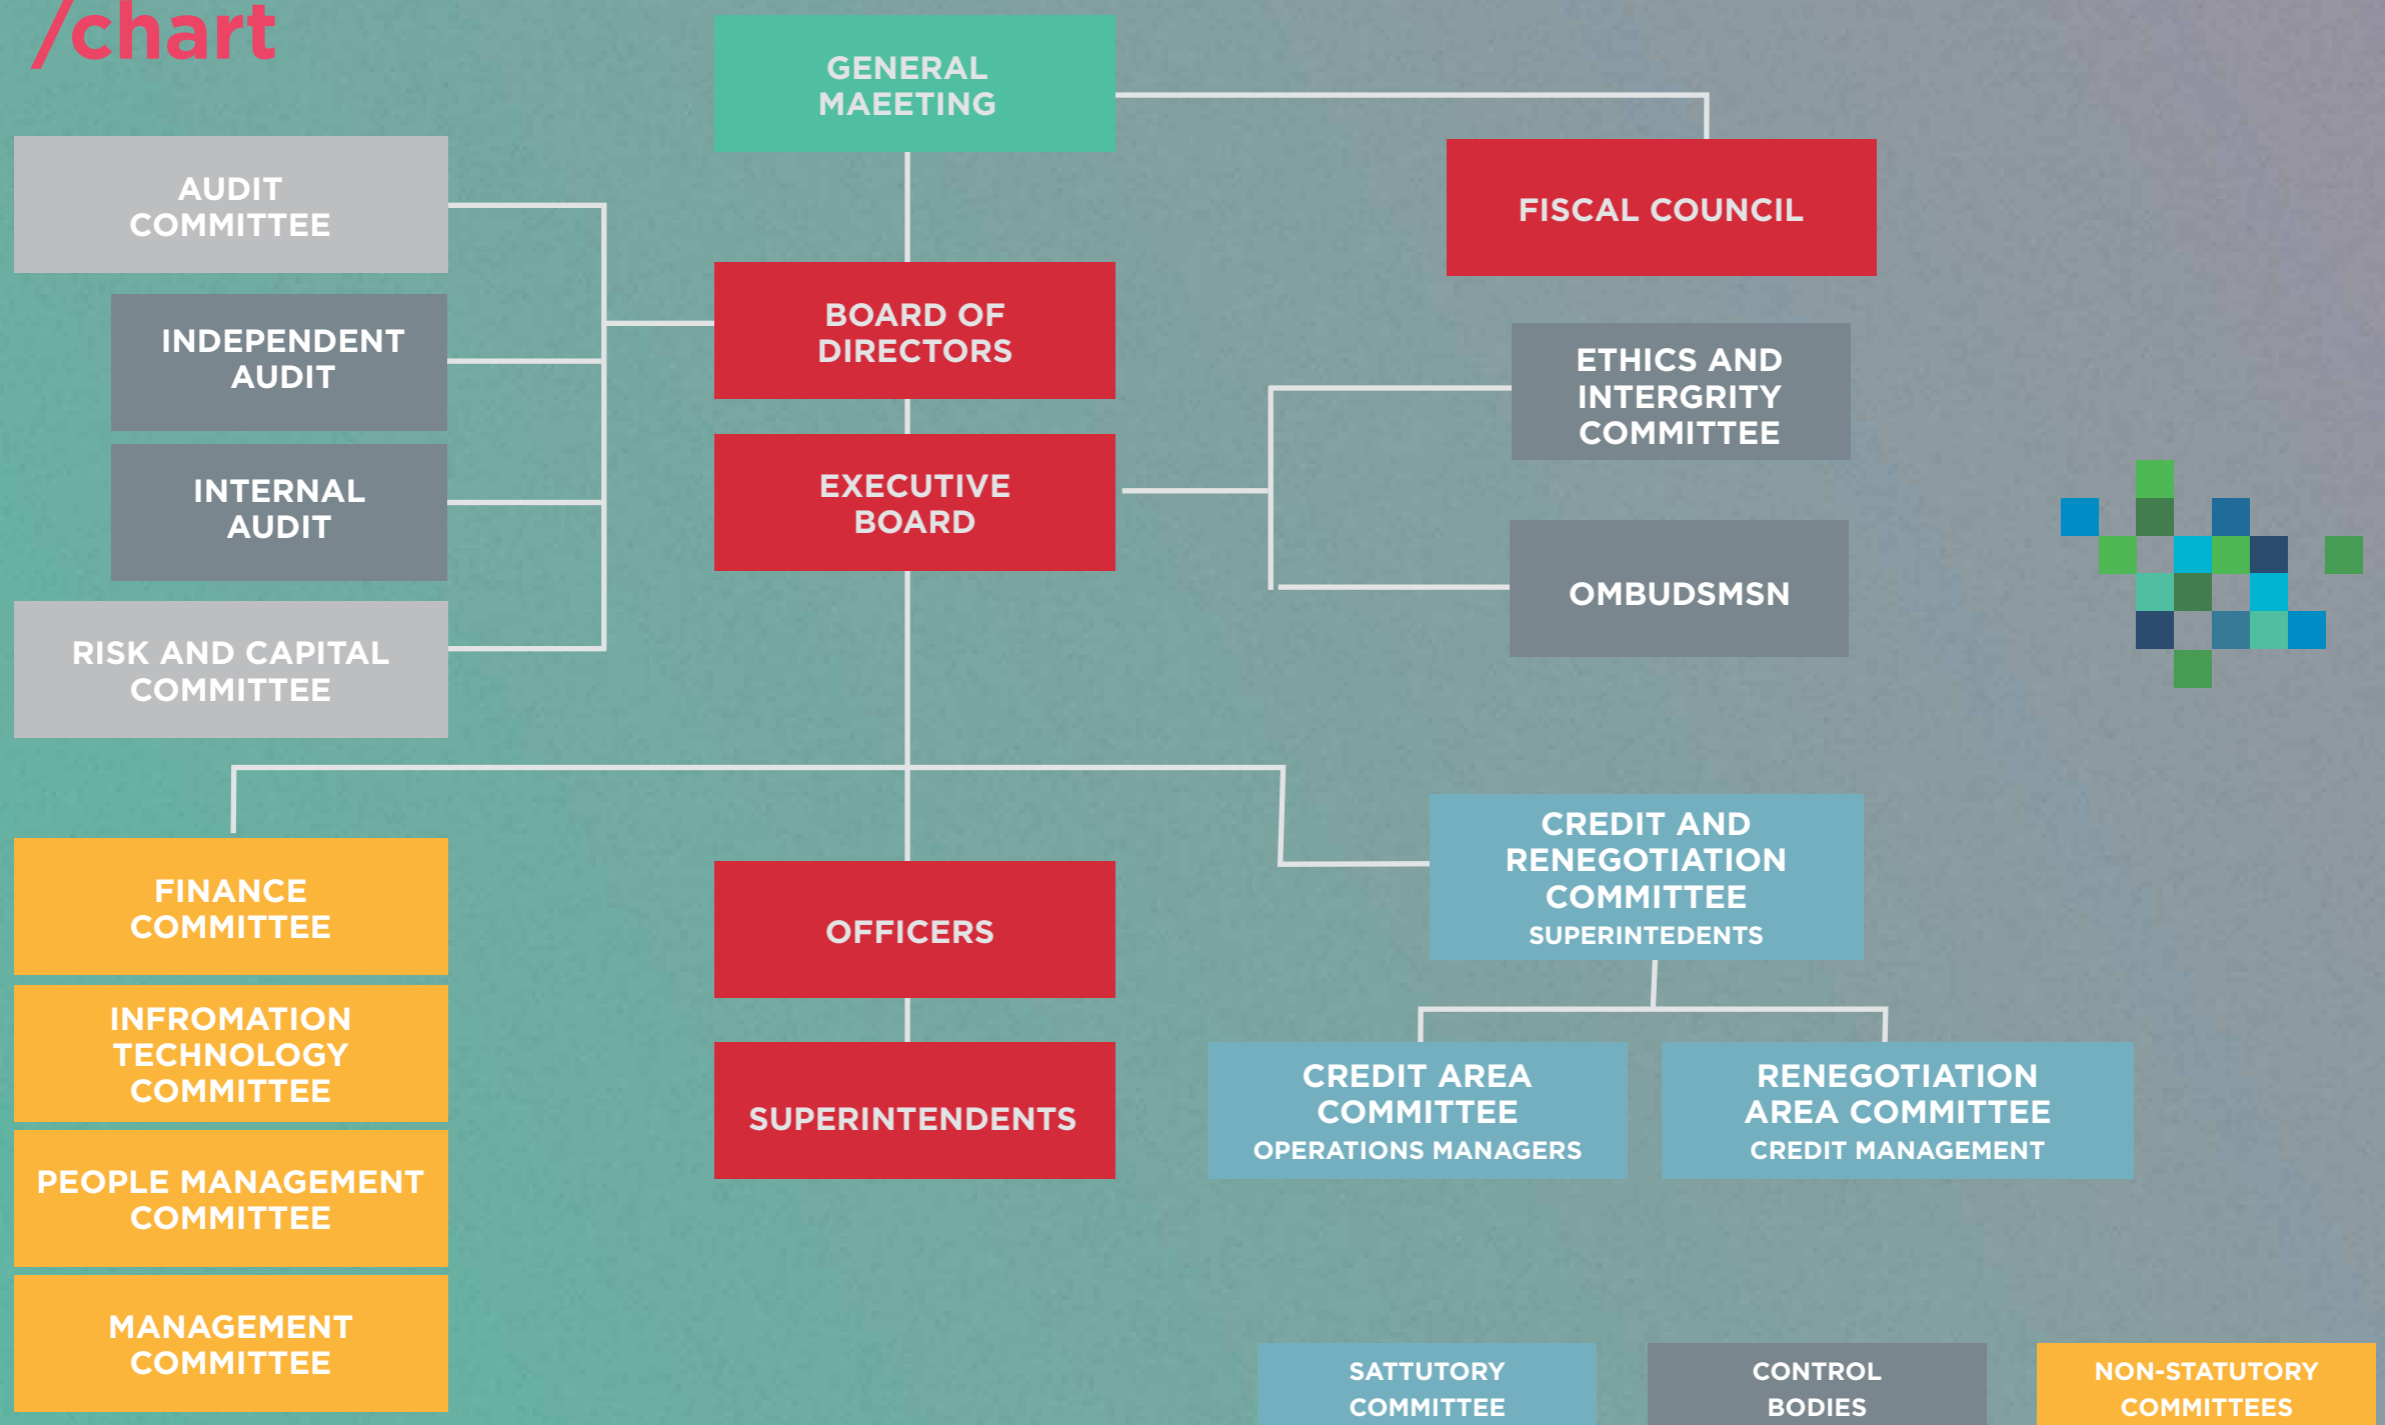 /chart
GENERAL
MAEETING
AUDIT
COMMITTEE
FISCAL COUNCIL
INDEPENDENT
AUDIT
BOARD OF
DIRECTORS
ETHICS AND
INTERGRITY
COMMITTEE
INTERNAL
AUDIT
EXECUTIVE
BOARD
OMBUDSMSN
RISK AND CAPITAL
COMMITTEE
FINANCE
COMMITTEE
OFFICERS
CREDIT AND
RENEGOTIATION
COMMITTEE
SUPERINTEDENTS
INFROMATION
TECHNOLOGY
COMMITTEE
SUPERINTENDENTS
CREDIT AREA
COMMITTEE
OPERATIONS MANAGERS
RENEGOTIATION
AREA COMMITTEE
CREDIT MANAGEMENT
PEOPLE MANAGEMENT
COMMITTEE
MANAGEMENT
COMMITTEE
SATTUTORY
COMMITTEE
CONTROL
BODIES
NON-STATUTORY
COMMITTEES